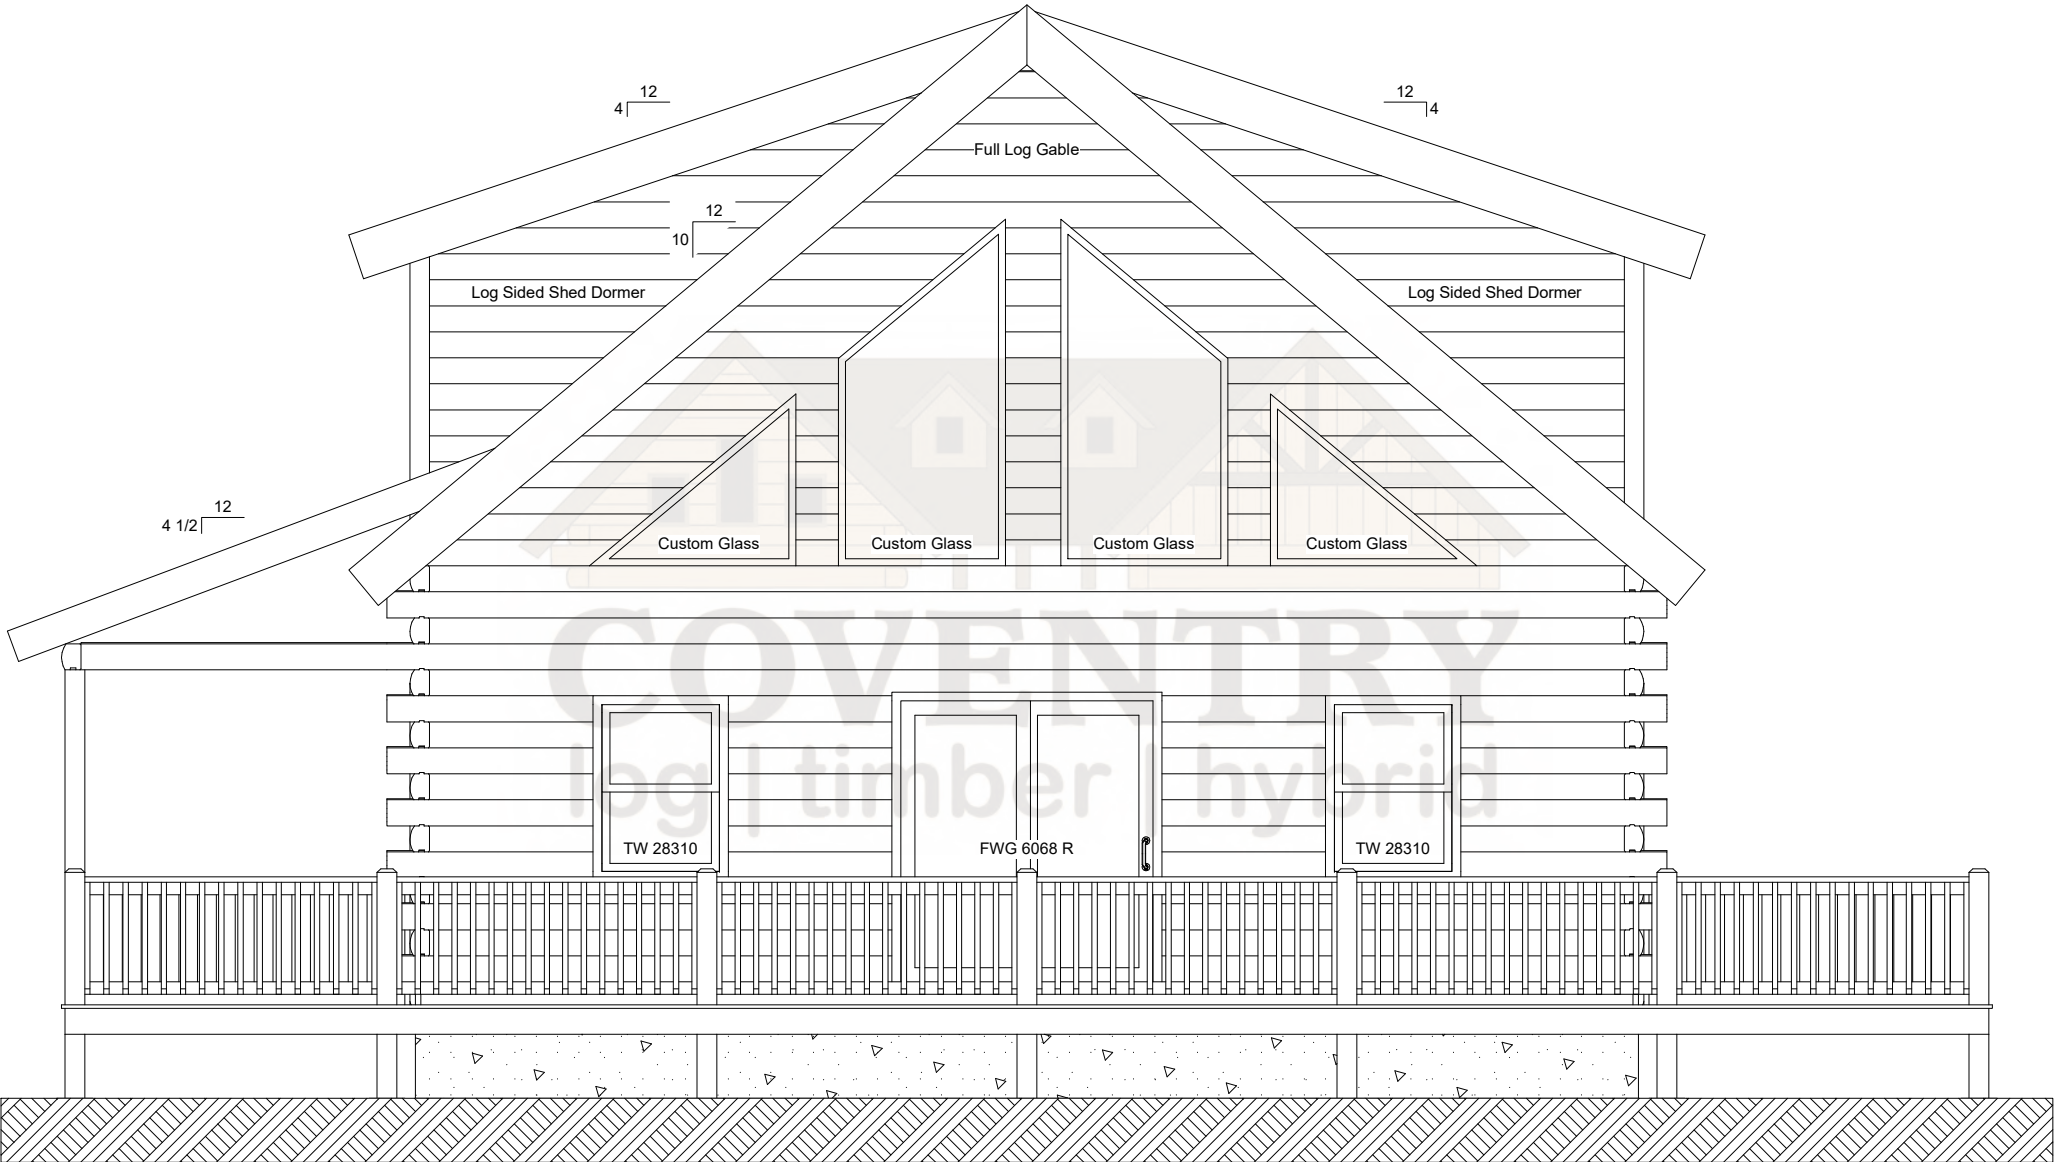 12
4
12
4
Full Log Gable
12
10
Log Sided Shed Dormer
Log Sided Shed Dormer
12
4 1/2
Custom Glass
Custom Glass
Custom Glass
Custom Glass
COVENTRY
log | timber | hybrid
TW 28310
FWG 6068 R
TW 28310